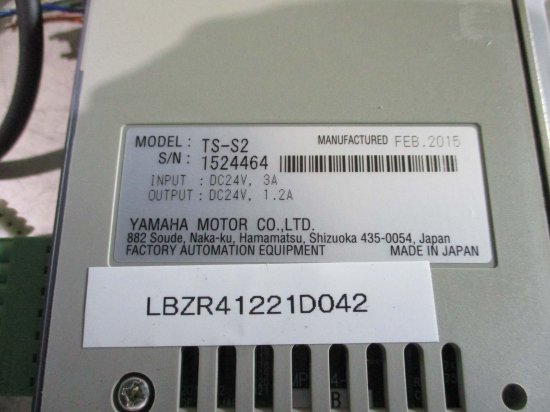 MODEL: TS-S2 MANUFACTURED FEB.2015
S/N: 1524464
INPUT : DC24V, 3A
OUTPUT : DC24V, 1.2A
YAMAHA MOTOR CO.,LTD.
882 Soude, Naka-ku, Hamamatsu, Shizuoka 435-0054, Japan
FACTORY AUTOMATION EQUIPMENT MADE IN JAPAN
LBZR41221D042